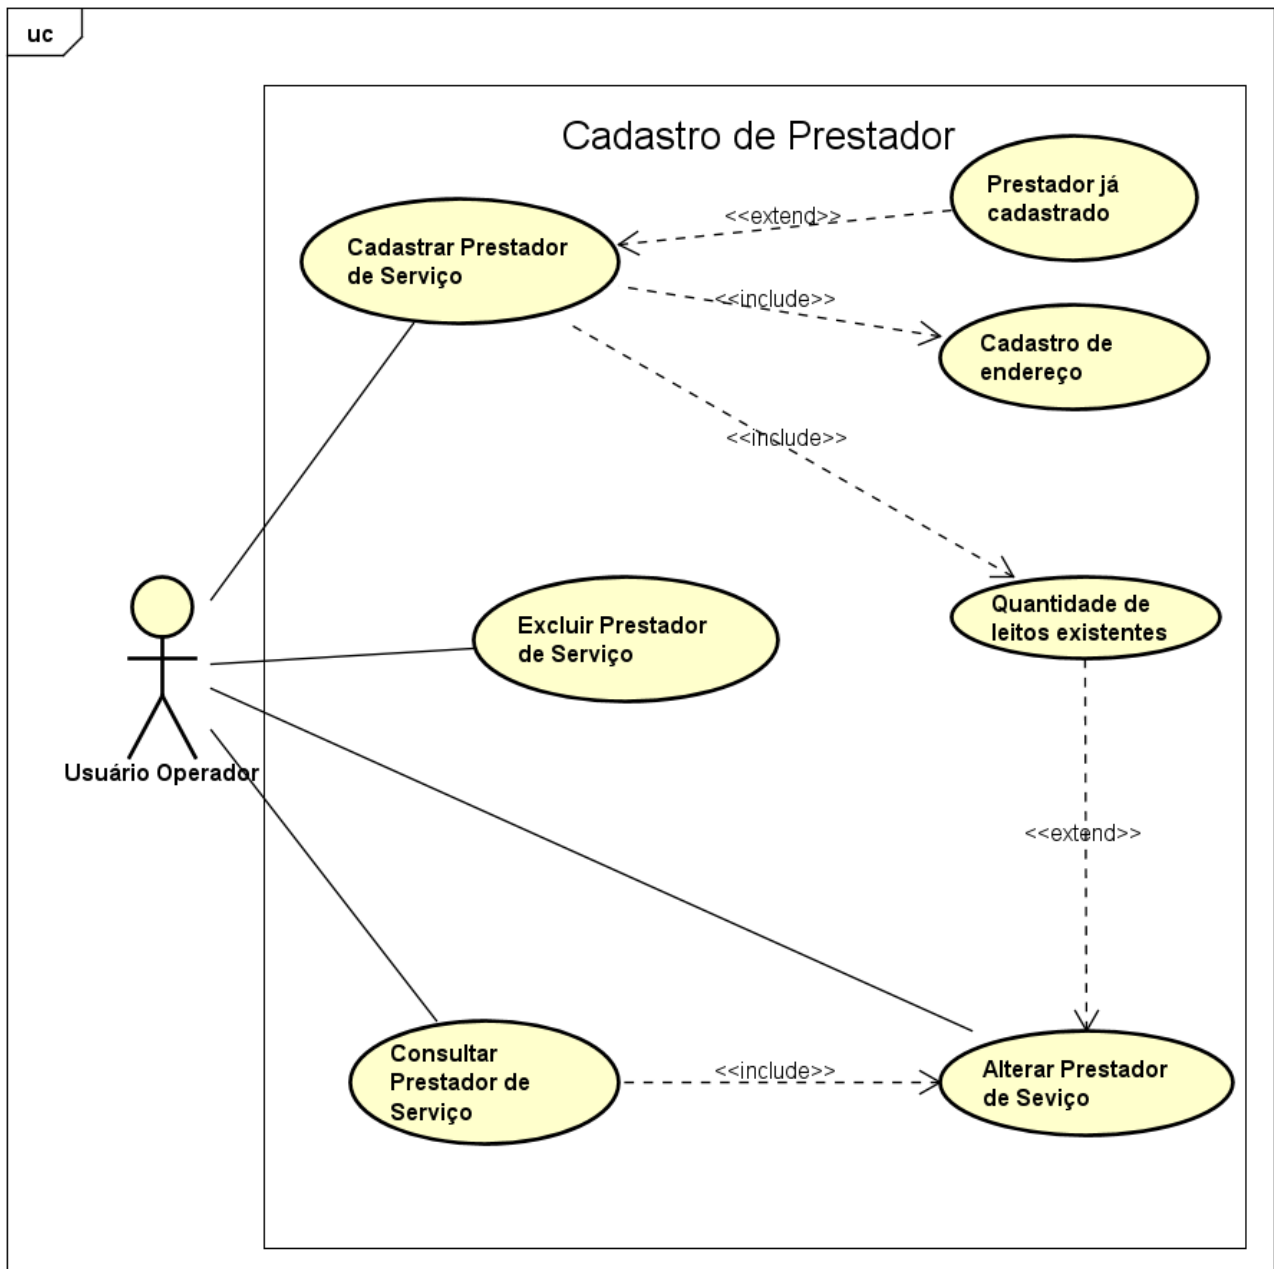 uc
Cadastro de Prestador
Prestador já
cadastrado
<<extend>>
Cadastrar Prestador
de Serviço
<<include>>
Cadastro de
endereço
<<include>>
Quantidade de
leitos existentes
Excluir Prestador
de Serviço
Usuário Operador
<<extend>>
Consultar
Prestador de
Serviço
<<include>>
Alterar Prestador
de Seviço